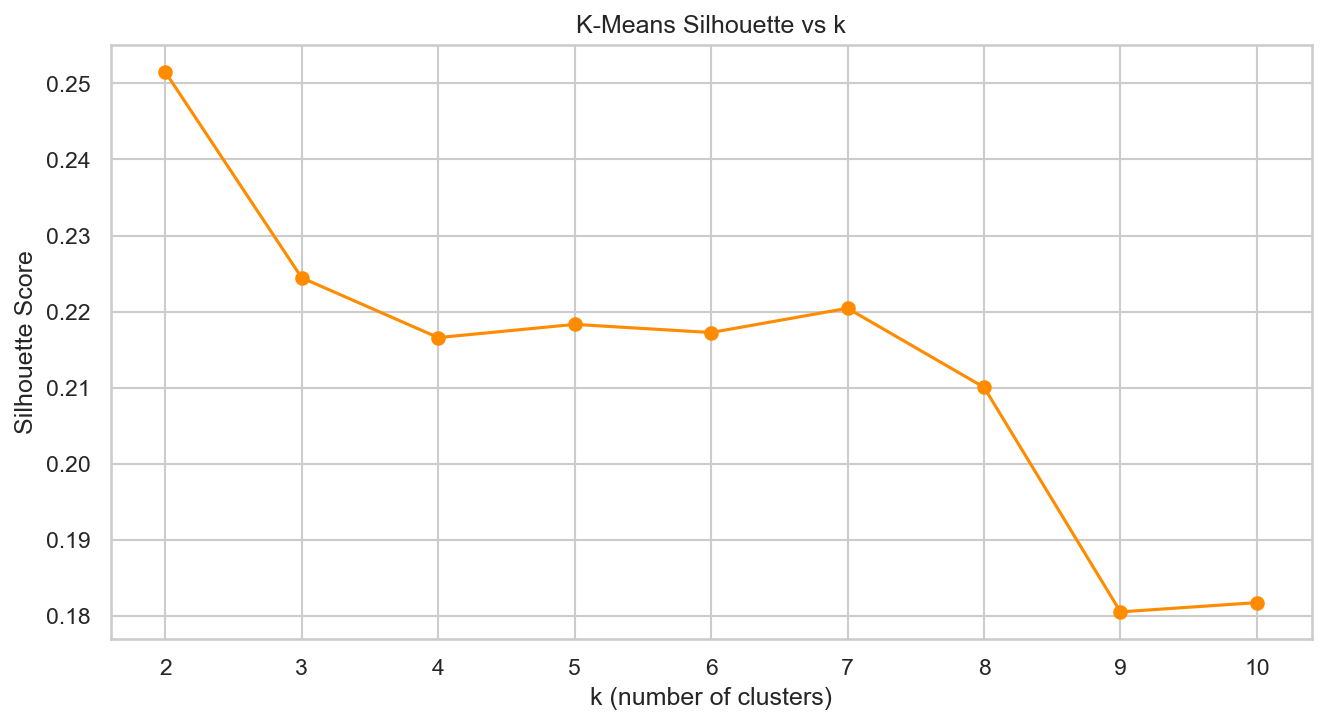 K-Means Silhouette vs k
Silhouette Score
0.25
0.24
0.23
0.22
0.21
0.20
0.19
0.18
2 3 4 5 6 7 8 9 10
k (number of clusters)